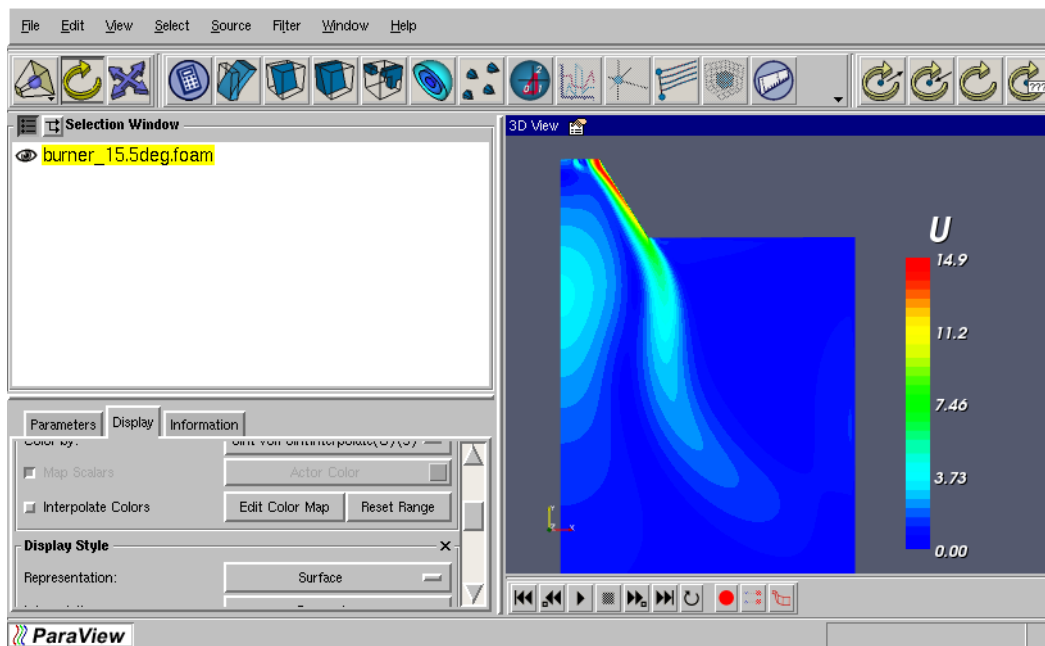 File Edit View Select Source Filter Window Help
???
Selection Window
3D View
burner_15.5deg.foam
U
14.9
11.2
7.46
3.73
0.00
Parameters Display Information
Color by:
Map Scalars Actor Color
Interpolate Colors Edit Color Map Reset Range
Display Style
Representation: Surface
Y
Z X
ParaView